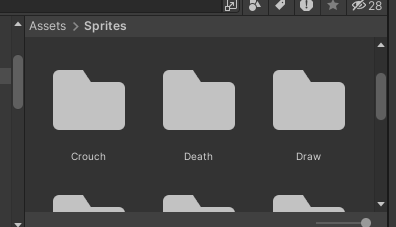 28
Assets > Sprites
Crouch Death Draw